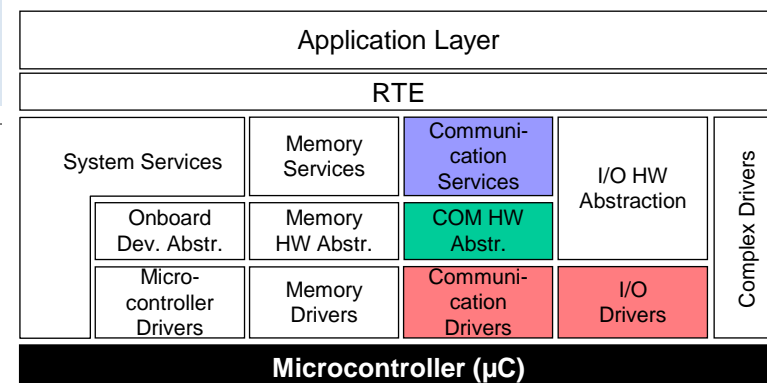 Application Layer
RTE
System Services
Memory
Services
Communi-
cation
Services
I/O HW
Abstraction
Complex Drivers
Onboard
Dev. Abstr.
Memory
HW Abstr.
COM HW
Abstr.
Micro-
controller
Drivers
Memory
Drivers
Communi-
cation
Drivers
I/O
Drivers
Microcontroller (µC)